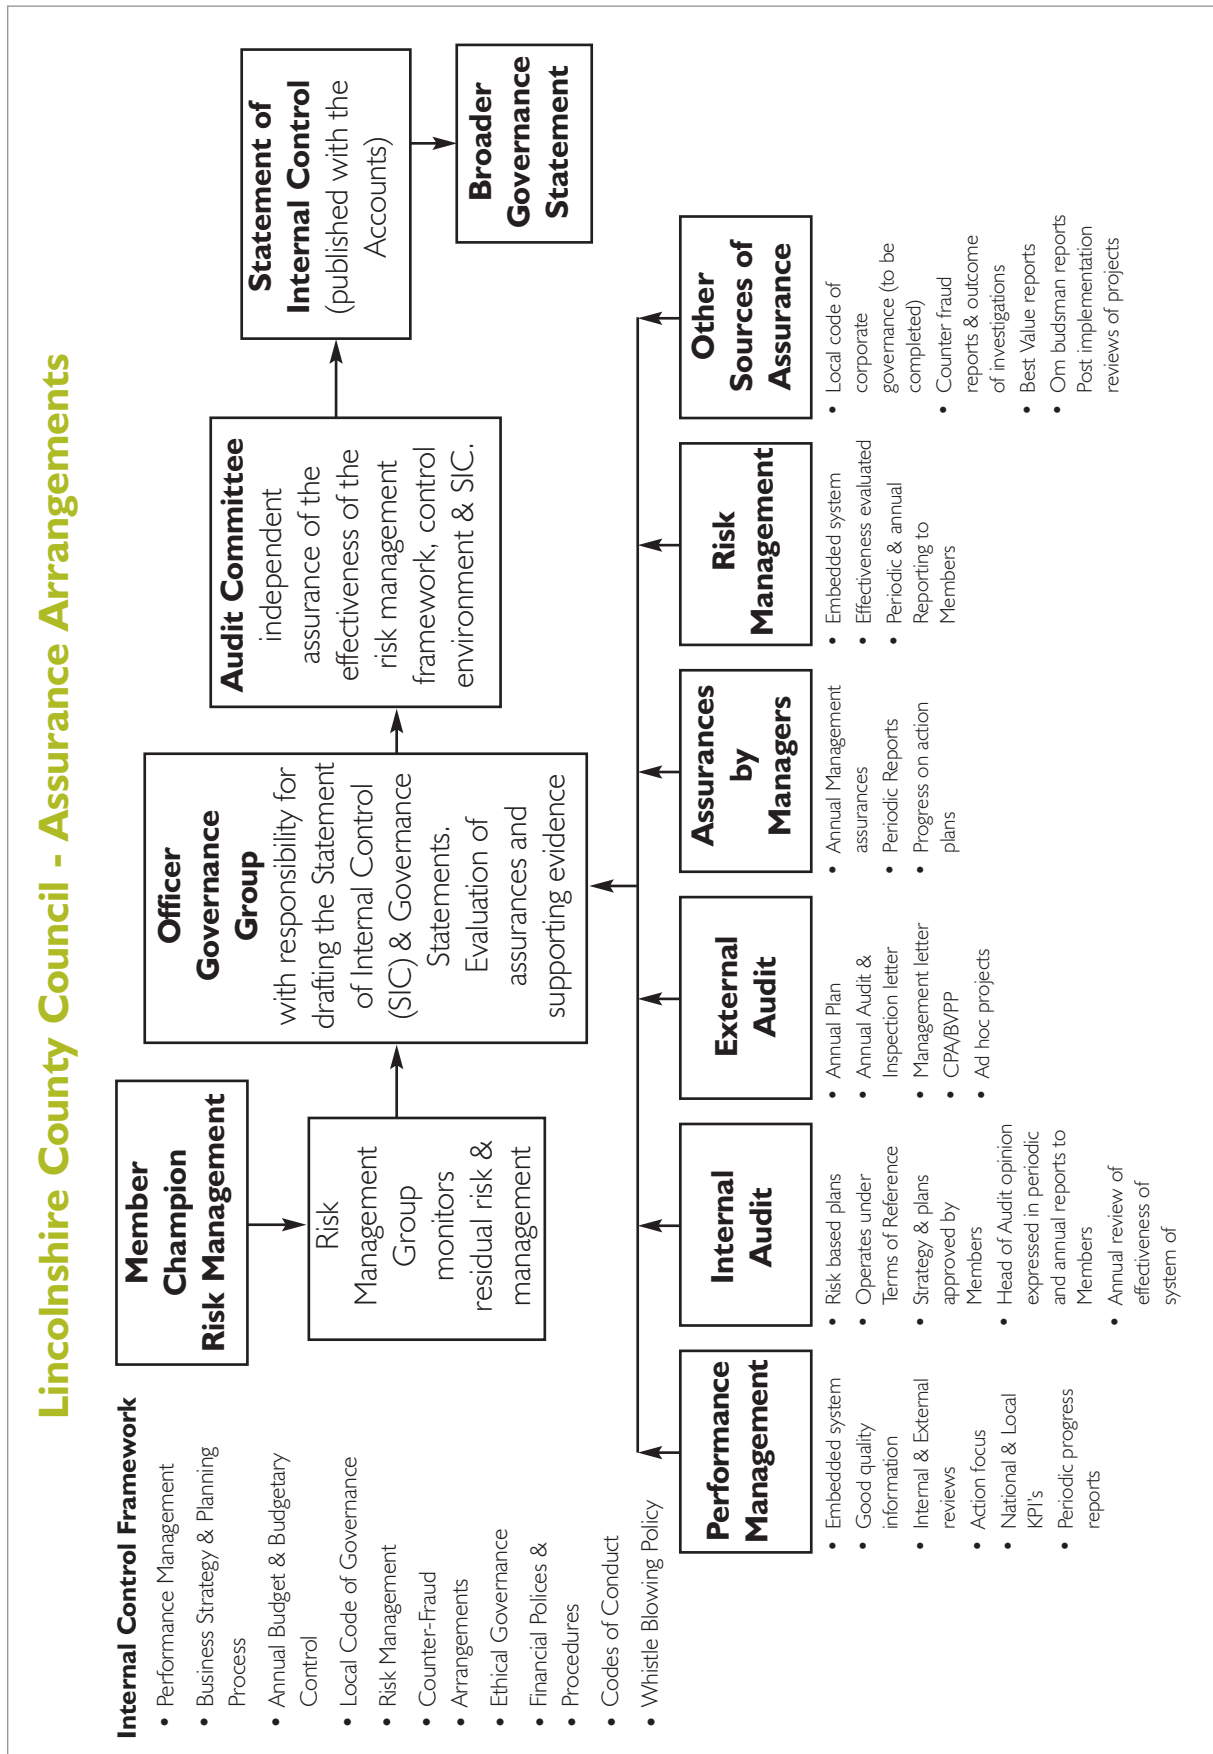 Lincolnshire County Council - Assurance Arrangements
Internal Control Framework
• Performance Management
• Business Strategy & Planning
Process
• Annual Budget & Budgetary
Control
• Local Code of Governance
• Risk Management
• Counter-Fraud
• Arrangements
• Ethical Governance
• Financial Polices &
• Procedures
• Codes of Conduct
• Whistle Blowing Policy
Member
Champion
Risk Management
Risk
Management
Group
monitors
residual risk &
management
Officer
Governance
Group
with responsibility for
drafting the Statement
of Internal Control
(SIC) & Governance
Statements.
Evaluation of
assurances and
supporting evidence
Audit Committee
independent
assurance of the
effectiveness of the
risk management
framework, control
environment & SIC.
Statement of
Internal Control
(published with the
Accounts)
Broader
Governance
Statement
Performance
Management
• Embedded system
• Good quality
information
• Internal & External
reviews
• Action focus
• National & Local
KPI's
• Periodic progress
reports
Internal
Audit
• Risk based plans
• Operates under
Terms of Reference
• Strategy & plans
approved by
Members
• Head of Audit opinion
expressed in periodic
and annual reports to
Members
• Annual review of
effectiveness of
system of
External
Audit
• Annual Plan
• Annual Audit &
Inspection letter
• Management letter
• CPA/BVPP
• Ad hoc projects
Assurances
by
Managers
• Annual Management
assurances
• Periodic Reports
• Progress on action
plans
Risk
Management
• Embedded system
• Effectiveness evaluated
• Periodic & annual
Reporting to
Members
Other
Sources of
Assurance
• Local code of
corporate
governance (to be
completed)
• Counter fraud
reports & outcome
of investigations
• Best Value reports
• Om budsman reports
Post implementation
reviews of projects